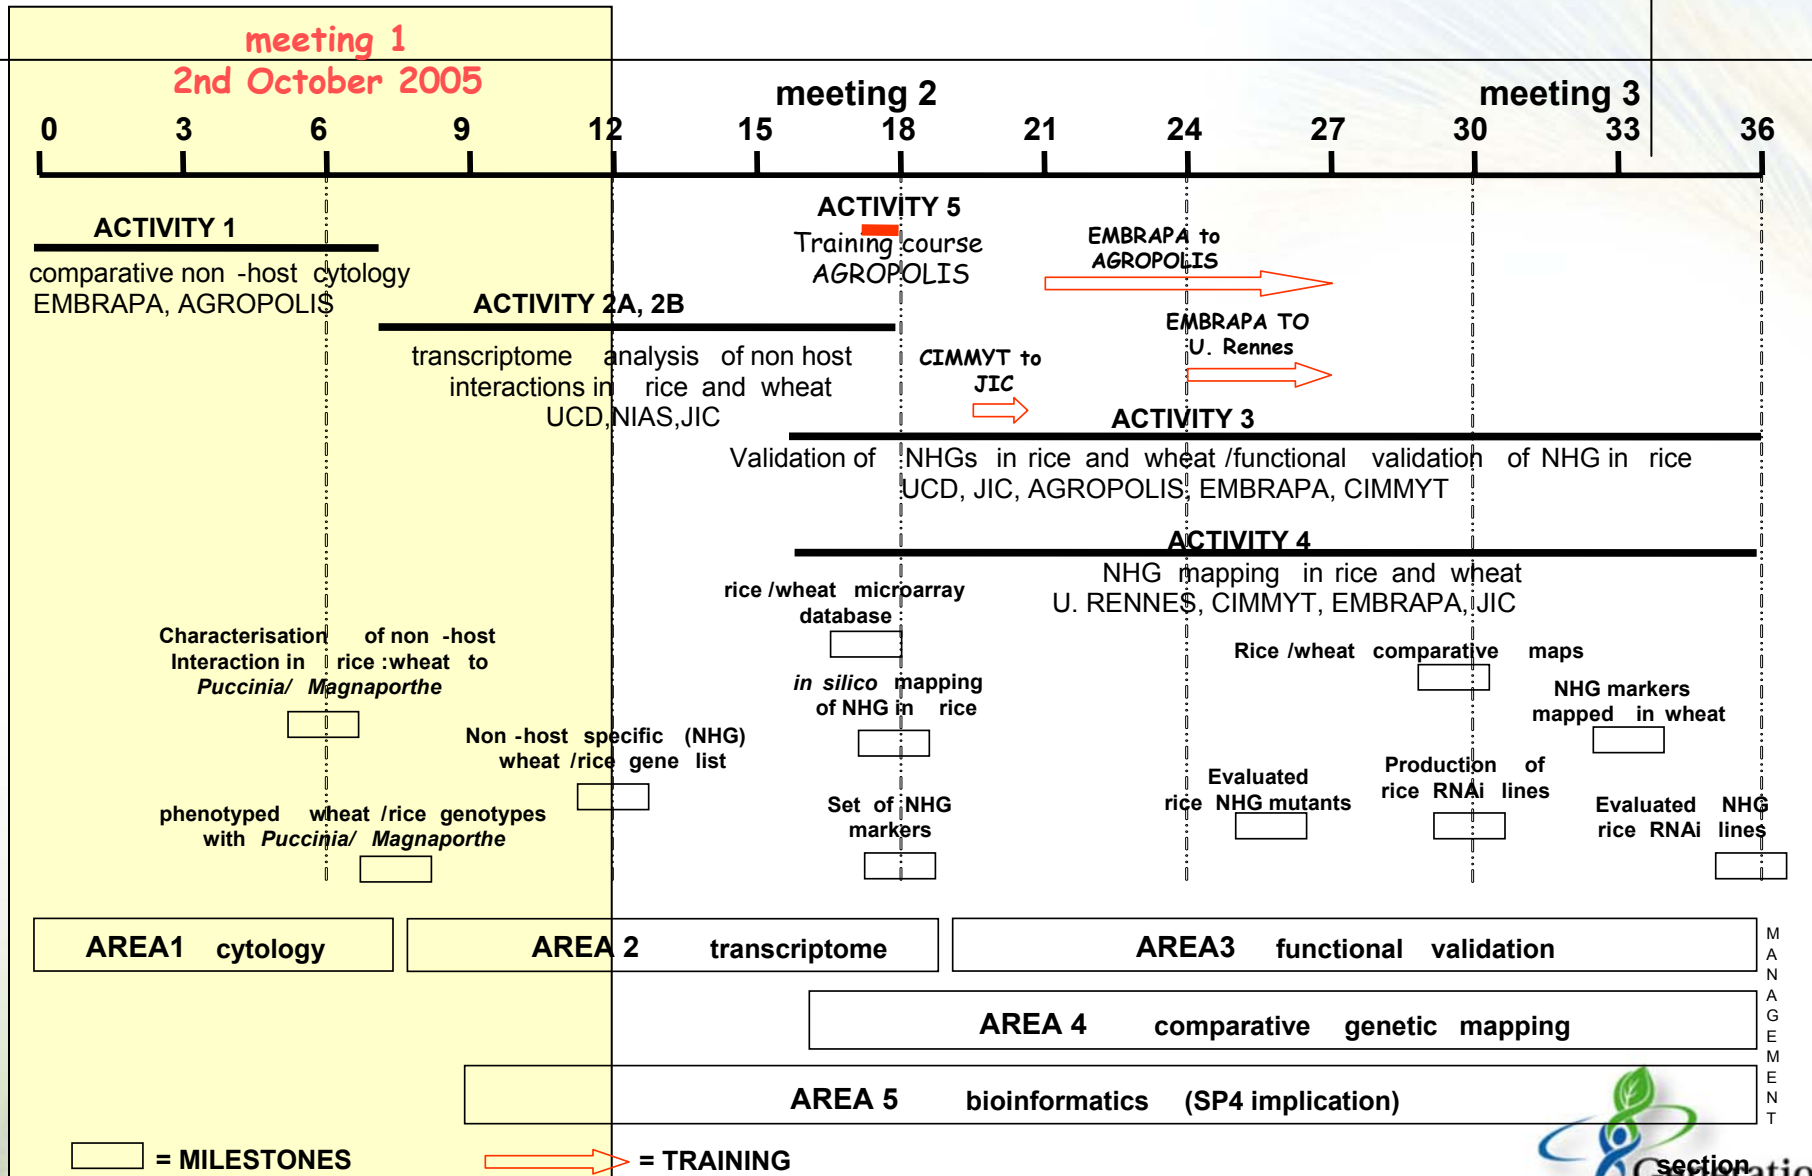 meeting 1
2nd October 2005
meeting 2
meeting 3
0 3 6 9 12 15 18 21 24 27 30 33 36
ACTIVITY 1
comparative non -host cytology
EMBRAPA, AGROPOLIS
ACTIVITY 2A, 2B
transcriptome analysis of non host
interactions in rice and wheat
UCD,NIAS,JIC
ACTIVITY 5
Training course
AGROPOLIS
EMBRAPA to
AGROPOLIS
EMBRAPA TO
U. Rennes
CIMMYT to
JIC
ACTIVITY 3
Validation of NHGs in rice and wheat /functional validation of NHG in rice
UCD, JIC, AGROPOLIS, EMBRAPA, CIMMYT
ACTIVITY 4
NHG mapping in rice and wheat
U. RENNES, CIMMYT, EMBRAPA, JIC
Characterisation of non -host
Interaction in rice :wheat to
Puccinia/ Magnaporthe
phenotyped wheat /rice genotypes
with Puccinia/ Magnaporthe
Non -host specific (NHG)
wheat /rice gene list
rice /wheat microarray
database
in silico mapping
of NHG in rice
Set of NHG
markers
Rice /wheat comparative maps
NHG markers
mapped in wheat
Evaluated
rice NHG mutants
Production of
rice RNAi lines
Evaluated NHG
rice RNAi lines
AREA1 cytology
AREA 2 transcriptome
AREA3 functional validation
AREA 4 comparative genetic mapping
AREA 5 bioinformatics (SP4 implication)
MANAGEMENT
= MILESTONES
= TRAINING
section